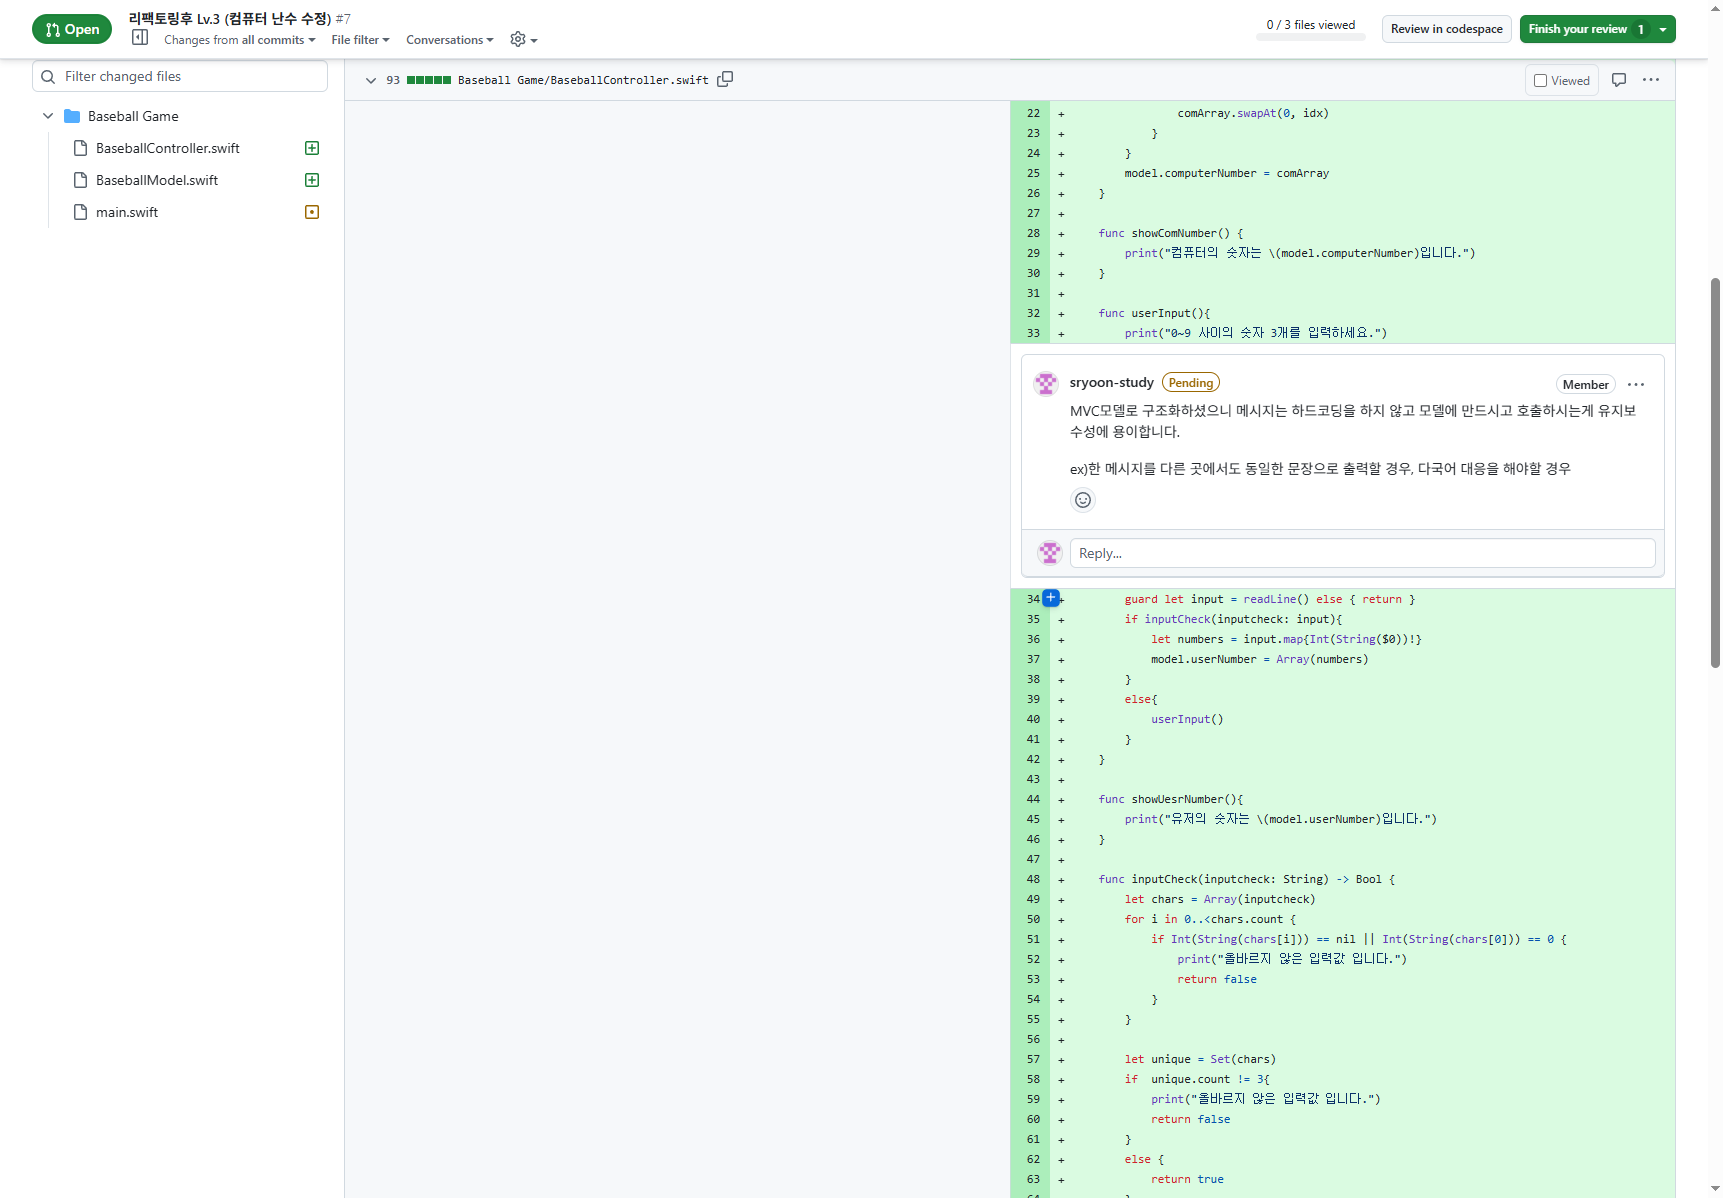 Open
리팩토링후 Lv.3 (컴퓨터 난수 수정) #7
Changes from all commits
File filter
Conversations
0 / 3 files viewed
Review in codespace
Finish your review 1
Filter changed files
Baseball Game
BaseballController.swift
BaseballModel.swift
main.swift
93 Baseball Game/BaseballController.swift
Viewed
22 + comArray.swapAt(0, idx)
23 + }
24 + }
25 + model.computerNumber = comArray
26 + }
27 +
28 + func showComNumber() {
29 + print("컴퓨터의 숫자는 \(model.computerNumber)입니다.")
30 + }
31 +
32 + func userInput(){
33 + print("0~9 사이의 숫자 3개를 입력하세요.")
sryoon-study Pending
Member
MVC모델로 구조화하셨으니 메시지는 하드코딩을 하지 않고 모델에 만드시고 호출하시는게 유지보
수성에 용이합니다.
ex)한 메시지를 다른 곳에서도 동일한 문장으로 출력할 경우, 다국어 대응을 해야할 경우
Reply...
34 + guard let input = readLine() else { return }
35 + if inputCheck(inputcheck: input){
36 + let numbers = input.map{Int(String($0))!}
37 + model.userNumber = Array(numbers)
38 + }
39 + else{
40 + userInput()
41 + }
42 + }
43 +
44 + func showUesrNumber(){
45 + print("유저의 숫자는 \(model.userNumber)입니다.")
46 + }
47 +
48 + func inputCheck(inputcheck: String) -> Bool {
49 + let chars = Array(inputcheck)
50 + for i in 0..<chars.count {
51 + if Int(String(chars[i])) == nil || Int(String(chars[0])) == 0 {
52 + print("올바르지 않은 입력값 입니다.")
53 + return false
54 + }
55 + }
56 +
57 + let unique = Set(chars)
58 + if  unique.count != 3{
59 + print("올바르지 않은 입력값 입니다.")
60 + return false
61 + }
62 + else {
63 + return true